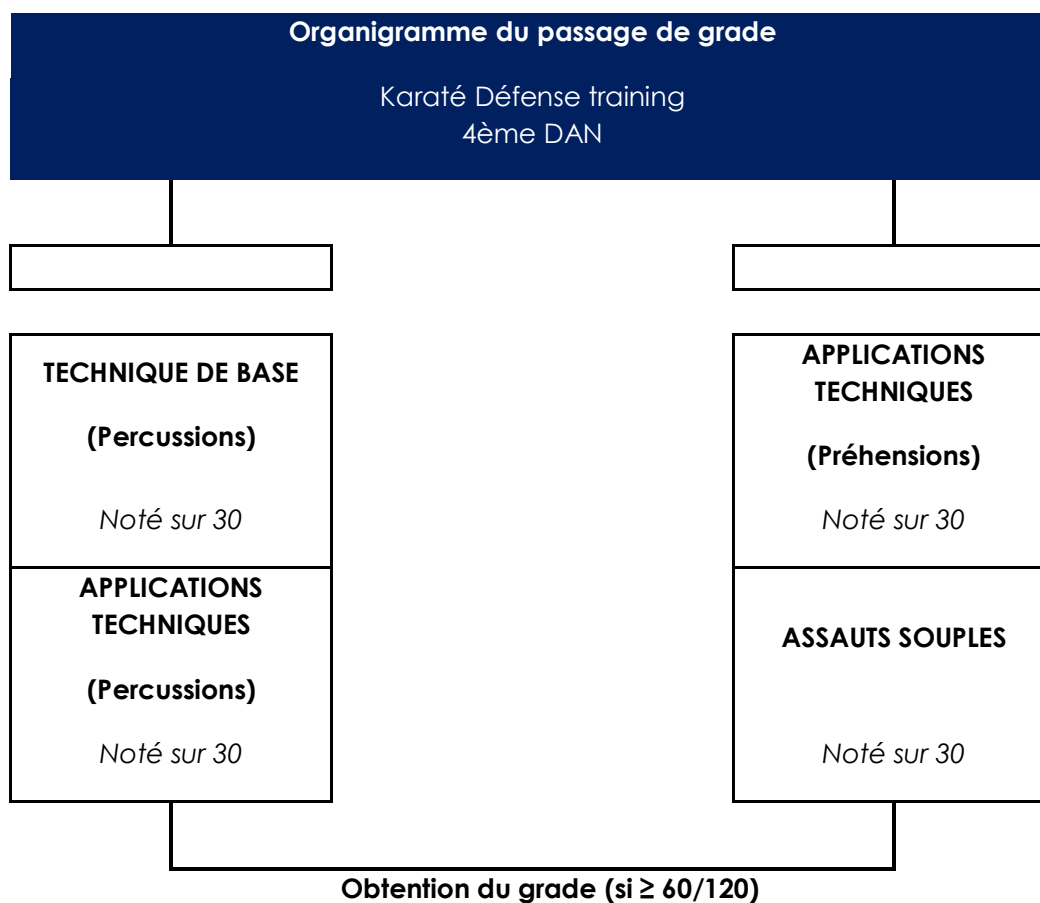 Organigramme du passage de grade
Karaté Défense training
4ème DAN
TECHNIQUE DE BASE
(Percussions)
Noté sur 30
APPLICATIONS
TECHNIQUES
(Percussions)
Noté sur 30
APPLICATIONS
TECHNIQUES
(Préhensions)
Noté sur 30
ASSAUTS SOUPLES
Noté sur 30
Obtention du grade (si ≥ 60/120)